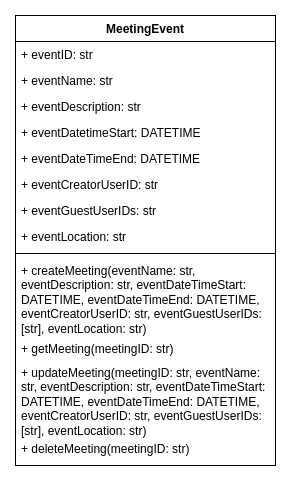 MeetingEvent
+ eventID: str
+ eventName: str
+ eventDescription: str
+ eventDatetimeStart: DATETIME
+ eventDateTimeEnd: DATETIME
+ eventCreatorUserID: str
+ eventGuestUserIDs: str
+ eventLocation: str
+ createMeeting(eventName: str,
eventDescription: str, eventDateTimeStart:
DATETIME, eventDateTimeEnd: DATETIME,
eventCreatorUserID: str, eventGuestUserIDs:
[str], eventLocation: str)
+ getMeeting(meetingID: str)
+ updateMeeting(meetingID: str, eventName:
str, eventDescription: str, eventDateTimeStart:
DATETIME, eventDateTimeEnd: DATETIME,
eventCreatorUserID: str, eventGuestUserIDs:
[str], eventLocation: str)
+ deleteMeeting(meetingID: str)